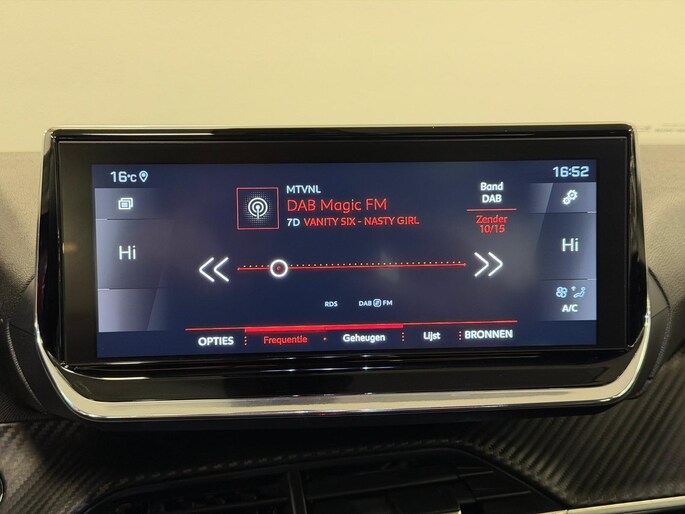 16°C
16:52
MTVNL
DAB Magic FM
7D VANITY SIX - NASTY GIRL
Band
DAB
Zender
10/15
Hi
Hi
RDS
DAB FM
A/C
OPTIES
Frequentie
Geheugen
Lijst
BRONNEN